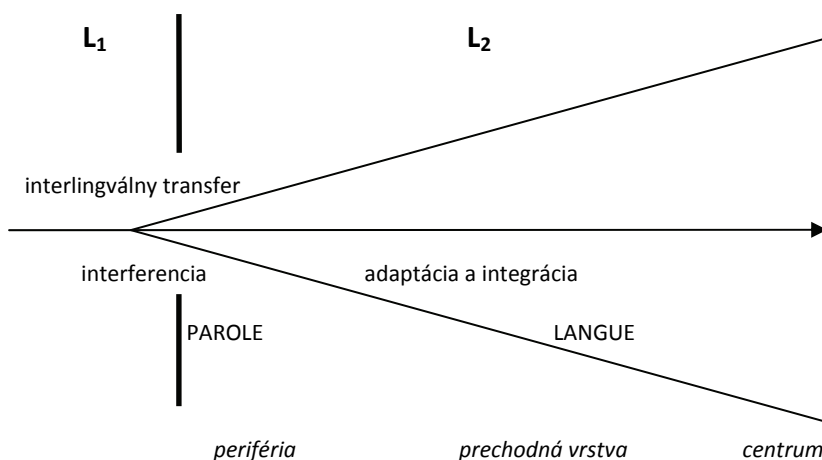 L₁ L₂
interlingválny transfer
interferencia adaptácia a integrácia
PAROLE LANGUE
periféria prechodná vrstva centrum